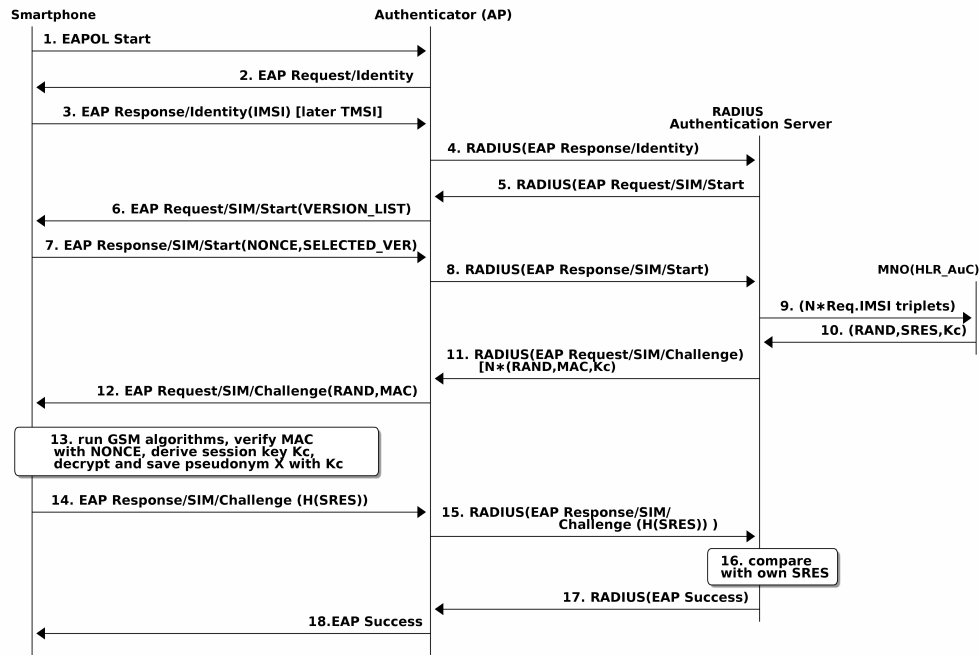 Smartphone
Authenticator (AP)
1. EAPOL Start
2. EAP Request/Identity
3. EAP Response/Identity(IMSI) [later TMSI]
RADIUS
Authentication Server
4. RADIUS(EAP Response/Identity)
5. RADIUS(EAP Request/SIM/Start
6. EAP Request/SIM/Start(VERSION_LIST)
7. EAP Response/SIM/Start(NONCE,SELECTED_VER)
8. RADIUS(EAP Response/SIM/Start)
MNO(HLR_AuC)
9. (N∗Req.IMSI triplets)
10. (RAND,SRES,Kc)
11. RADIUS(EAP Request/SIM/Challenge)
[N∗(RAND,MAC,Kc)
12. EAP Request/SIM/Challenge(RAND,MAC)
13. run GSM algorithms, verify MAC
with NONCE, derive session key Kc,
decrypt and save pseudonym X with Kc
14. EAP Response/SIM/Challenge (H(SRES))
15. RADIUS(EAP Response/SIM/
Challenge (H(SRES)) )
16. compare
with own SRES
17. RADIUS(EAP Success)
18.EAP Success